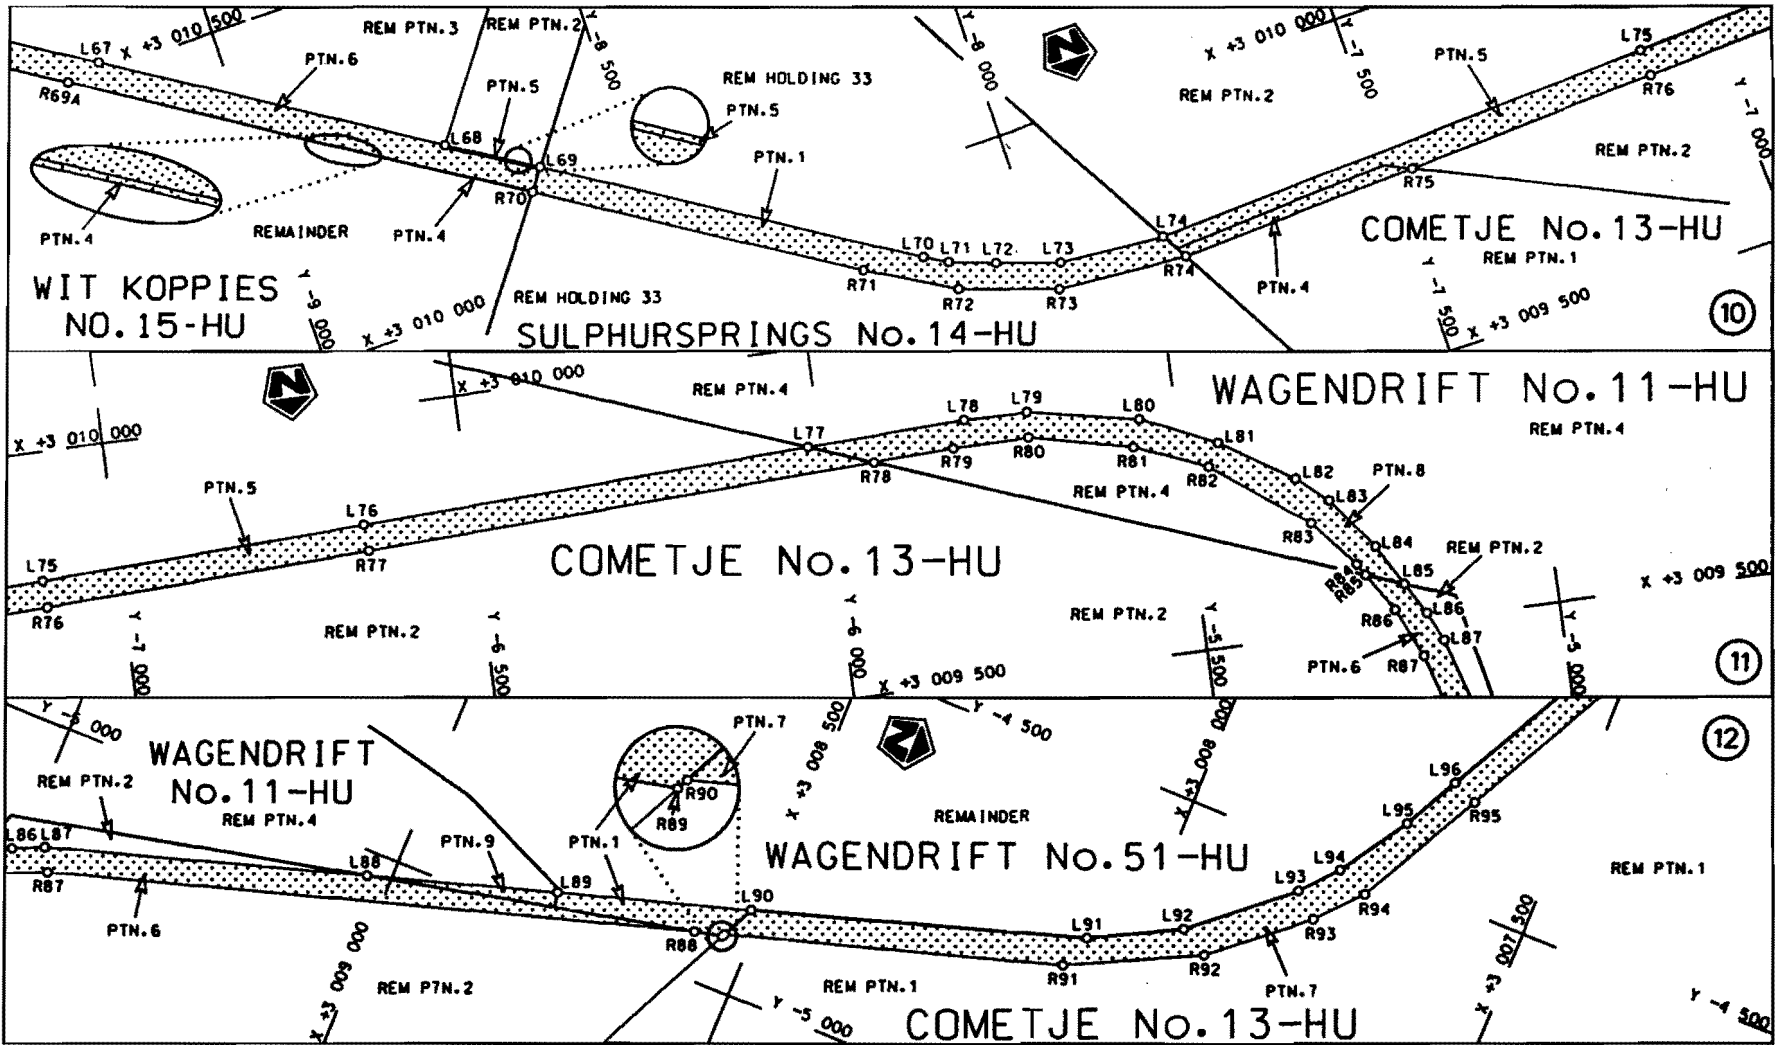 X +3 010 500
REM PTN.3
REM PTN.2
Y -8 500
Y -8 000
X +3 010 000
Y -7 500
L75
PTN.5
R76
L67
R69A
PTN.6
PTN.5
REM HOLDING 33
PTN.5
REM PTN.2
Y -7 000
REM PTN.2
L68
L69
PTN.1
R75
R70
PTN.4
REMAINDER
PTN.4
L70
L71
L72
L73
L74
R74
COMETJE No.13-HU
REM PTN.1
WIT KOPPIES
NO.15-HU
Y -9 000
X +3 010 000
REM HOLDING 33
R71
R72
R73
PTN.4
Y -7 500
X +3 009 500
SULPHURSPRINGS No.14-HU
10
N
X +3 010 000
REM PTN.4
WAGENDRIFT No.11-HU
REM PTN.4
N
X +3 010 000
L77
L78
L79
L80
L81
R79
R80
R81
R82
R78
L82
PTN.8
L83
PTN.5
L76
REM PTN.4
R83
L84
REM PTN.2
L75
R77
COMETJE No.13-HU
R84
R85
L85
X +3 009 500
R76
Y -7 000
REM PTN.2
Y -6 500
Y -6 000
REM PTN.2
Y -5 500
R86
L86
L87
Y -5 000
PTN.6
R87
X +3 009 500
11
N
Y -5 000
WAGENDRIFT
No.11-HU
REM PTN.2
REM PTN.4
PTN.7
X +3 008 500
Y -4 500
X +3 008 000
12
R90
R89
REMAINDER
L96
L95
R95
L86
L87
R87
PTN.9
PTN.1
L88
L89
WAGENDRIFT No.51-HU
L94
L93
R94
REM PTN.1
PTN.6
L90
L91
L92
R93
R88
R91
R92
PTN.7
X +3 007 500
X +3 009 000
REM P7N.2
Y -5 000
REM PTN.1
COMETJE No.13-HU
Y -4 500
N